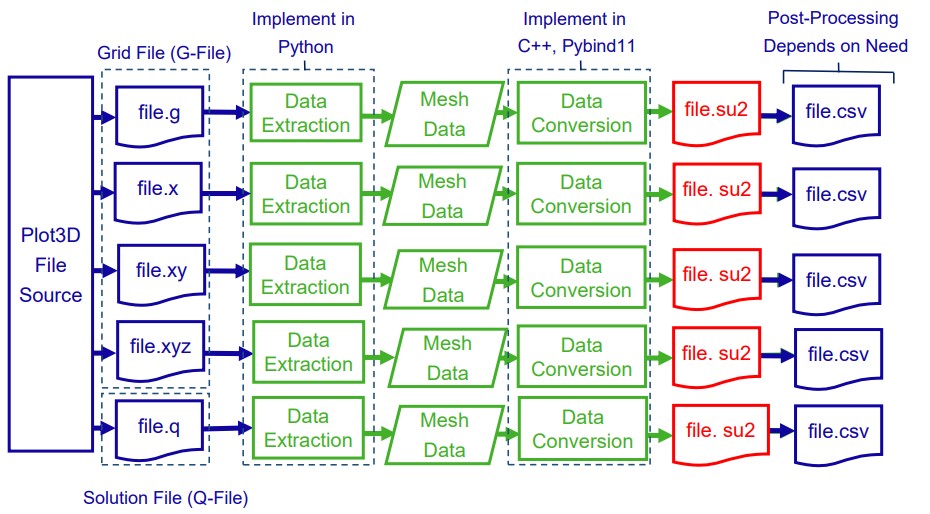 Implement in
Python
Implement in
C++, Pybind11
Post-Processing
Depends on Need
Grid File (G-File)
Plot3D
File
Source
file.g
Data
Extraction
Mesh
Data
Data
Conversion
file.su2
file.csv
file.x
Data
Extraction
Mesh
Data
Data
Conversion
file. su2
file.csv
file.xy
Data
Extraction
Mesh
Data
Data
Conversion
file. su2
file.csv
file.xyz
Data
Extraction
Mesh
Data
Data
Conversion
file. su2
file.csv
file.q
Data
Extraction
Mesh
Data
Data
Conversion
file. su2
file.csv
Solution File (Q-File)